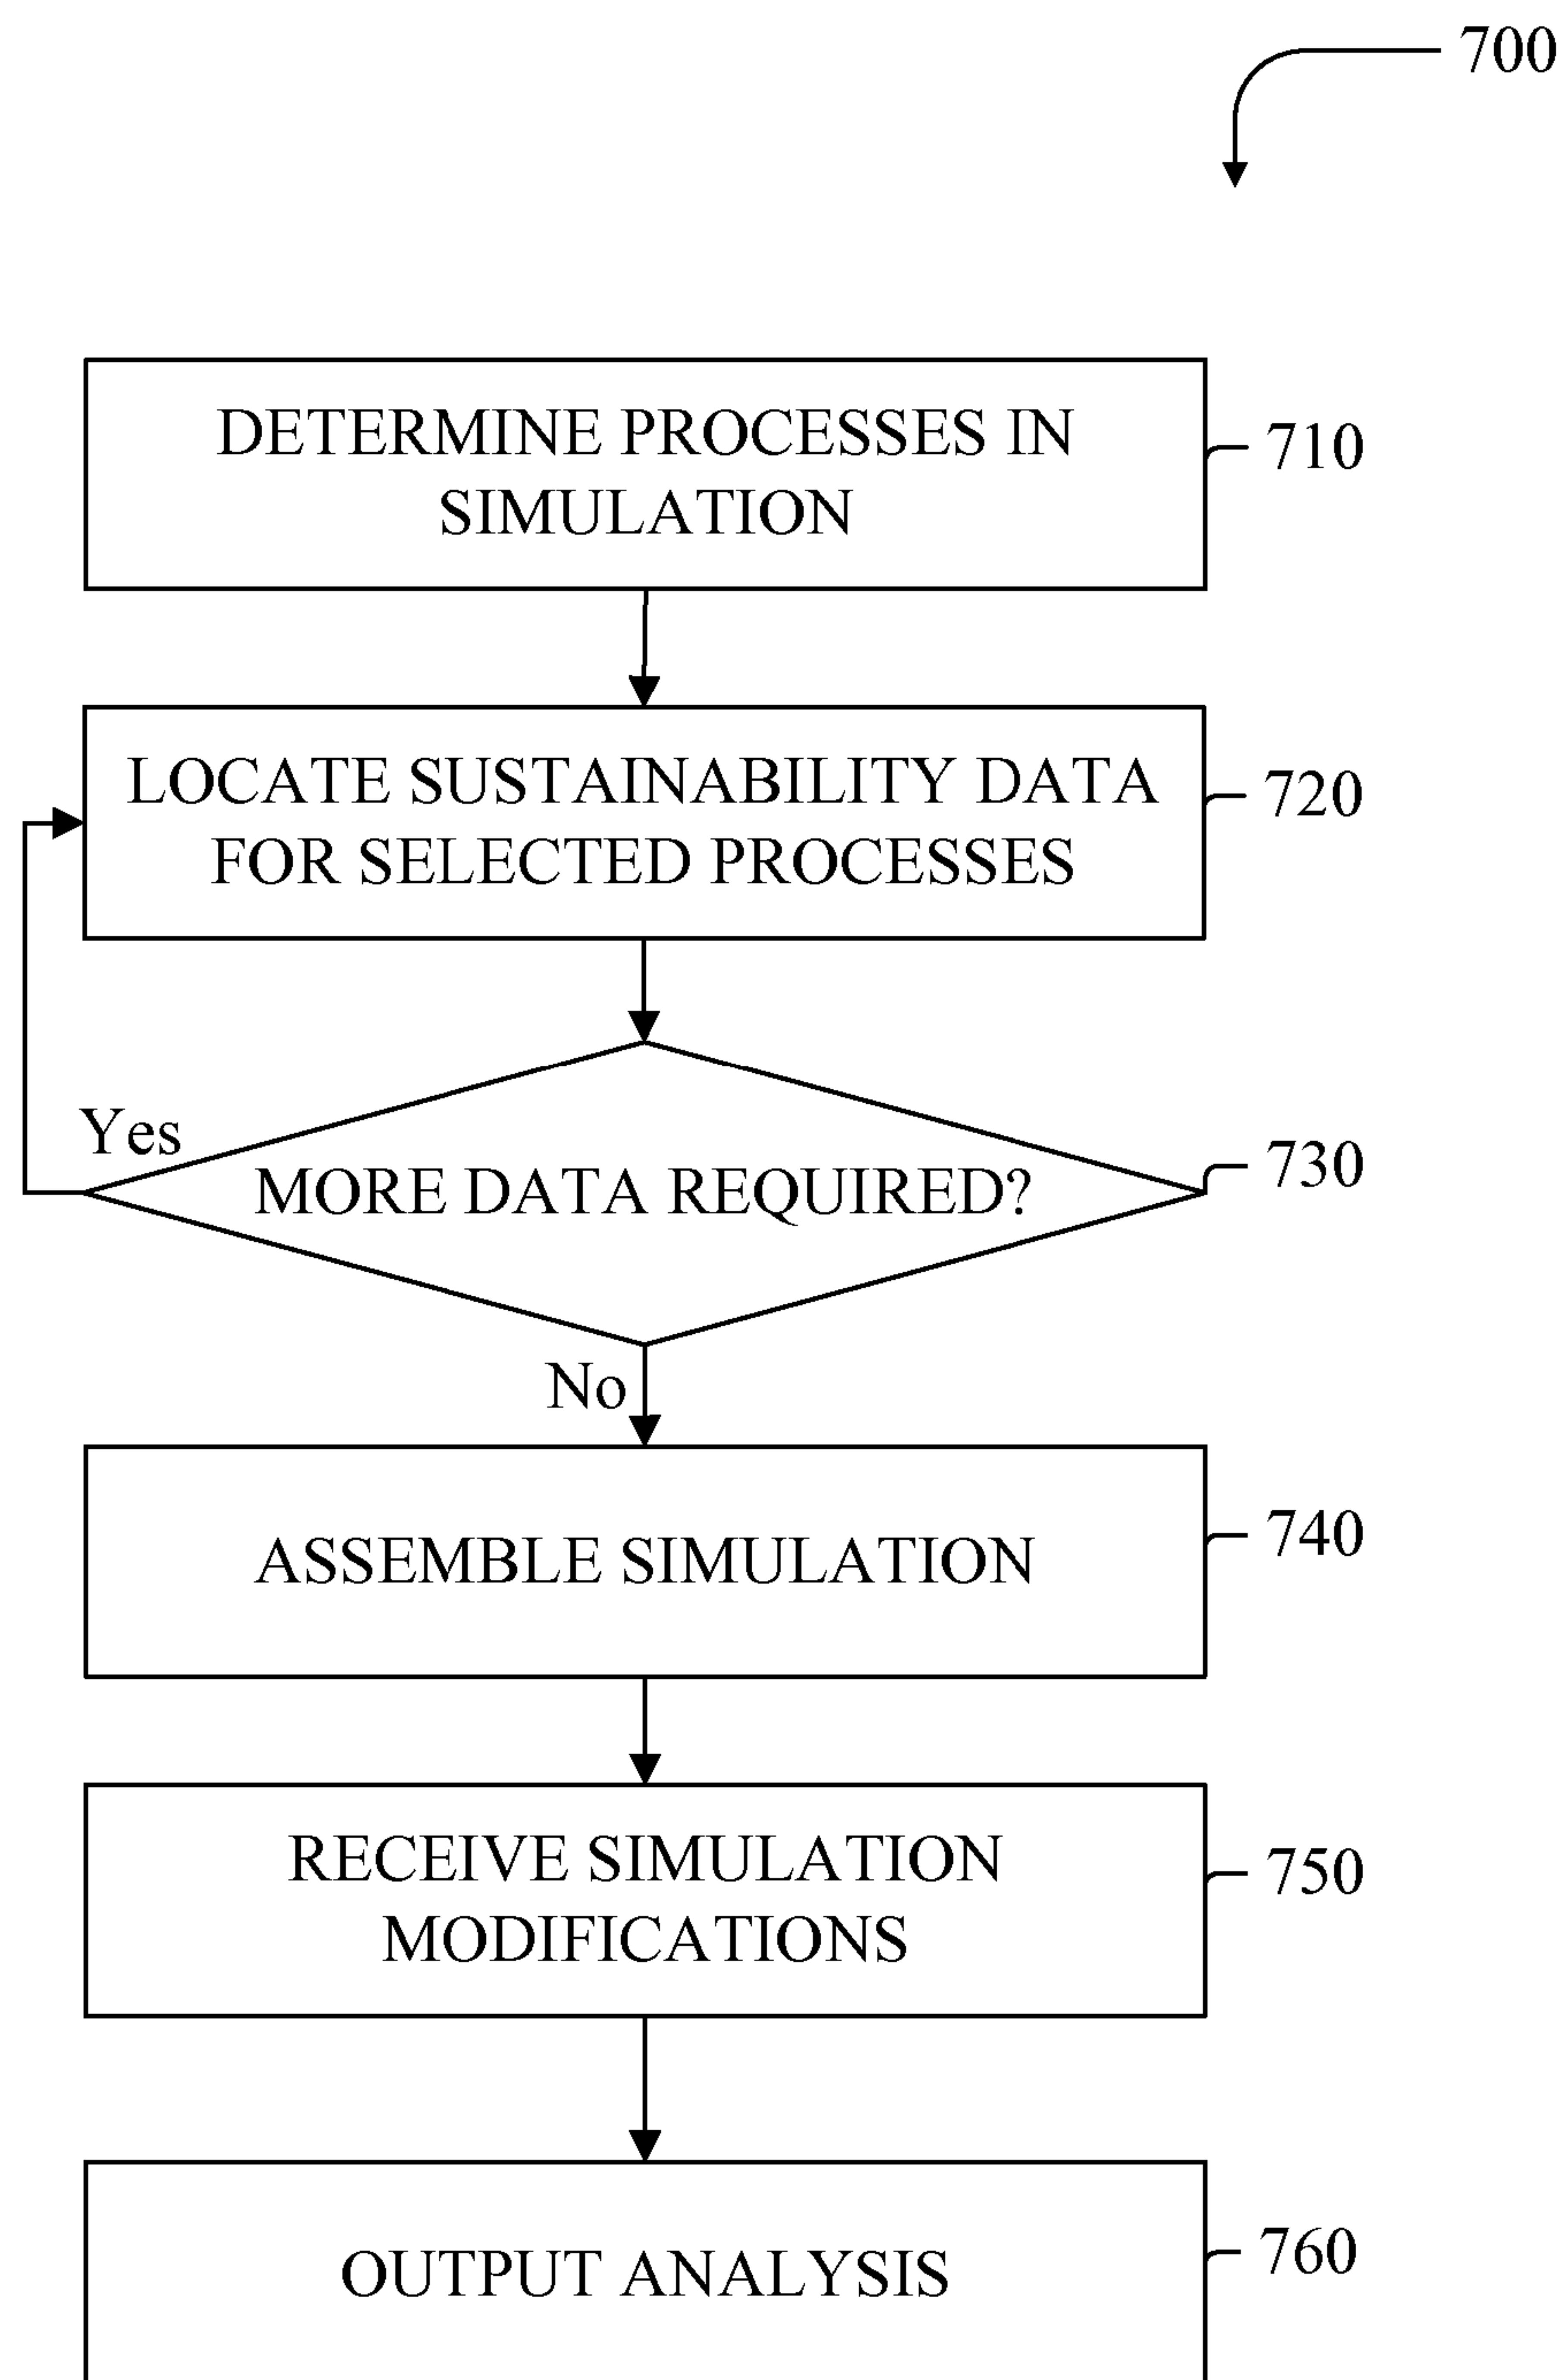 700
DETERMINE PROCESSES IN
SIMULATION
710
LOCATE SUSTAINABILITY DATA
FOR SELECTED PROCESSES
720
Yes
MORE DATA REQUIRED?
730
No
ASSEMBLE SIMULATION
740
RECEIVE SIMULATION
MODIFICATIONS
750
OUTPUT ANALYSIS
760